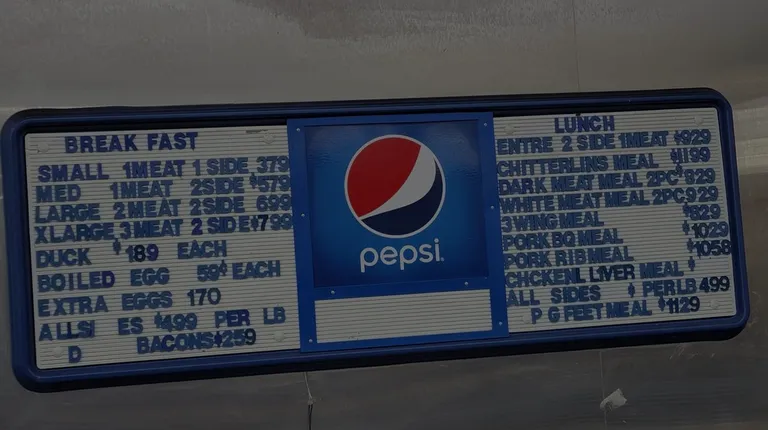 BREAK FAST
SMALL 1MEAT 1 SIDE 379
MED 1MEAT 2SIDE $579
LARGE 2MEAT 2SIDE 699
XLARGE 3MEAT 2 SIDE $799
DUCK $189 EACH
BOILED EGG 59¢ EACH
EXTRA EGGS 170
ALLSI ES $499 PER LB
D BACONS $259
pepsi
LUNCH
ENTRE 2 SIDE 1MEAT $929
CHITTERLINS MEAL $1199
DARK MEAT MEAL 2PC $829
WHITE MEAT MEAL 2PC $929
3 WING MEAL $829
PORK BQ MEAL $1029
PORK RIB MEAL $1058
CHCKENL LIVER MEAL $
ALL SIDES $ PER LB 499
P G FEET MEAL $1129